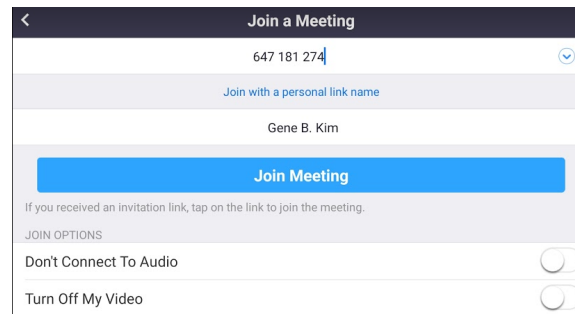 Join a Meeting
647 181 274
Join with a personal link name
Gene B. Kim
Join Meeting
If you received an invitation link, tap on the link to join the meeting.
JOIN OPTIONS
Don't Connect To Audio
Turn Off My Video